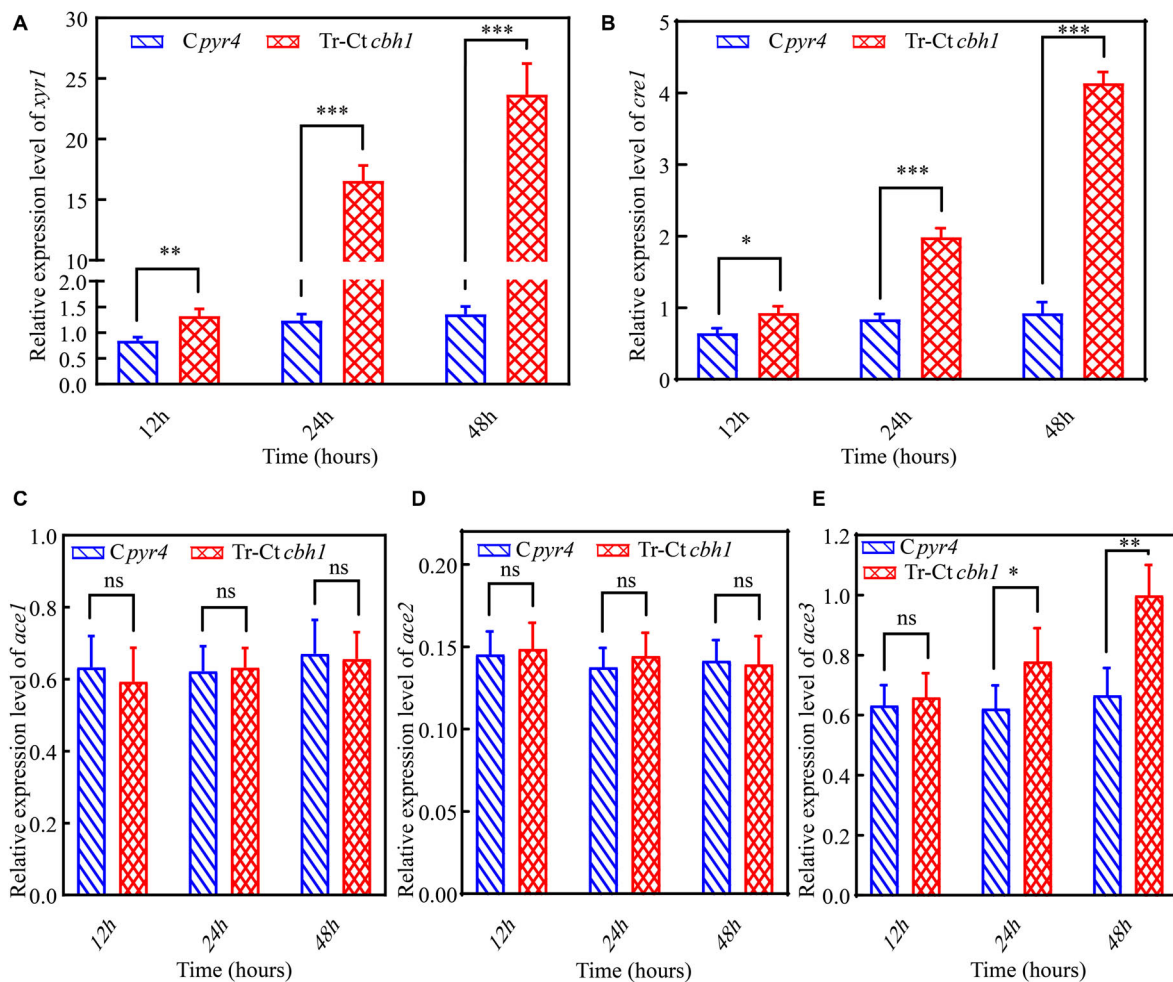 A
Relative expression level of xyr1
C pyr4 Tr-Ct cbh1
30
25
20
15
10
2.0
1.5
1.0
0.5
0.0
**
***
***
12h 24h 48h
Time (hours)
B
Relative expression level of cre1
C pyr4 Tr-Ct cbh1
5
4
3
2
1
0
*
***
***
12h 24h 48h
Time (hours)
C
Relative expression level of ace1
C pyr4 Tr-Ct cbh1
1.0
0.8
0.6
0.4
0.2
0.0
ns ns ns
12h 24h 48h
Time (hours)
D
Relative expression level of ace2
C pyr4 Tr-Ct cbh1
0.20
0.15
0.10
0.05
0.00
ns ns ns
12h 24h 48h
Time (hours)
E
Relative expression level of ace3
C pyr4
Tr-Ct cbh1
1.2
1.0
0.8
0.6
0.4
0.2
0.0
ns * **
12h 24h 48h
Time (hours)